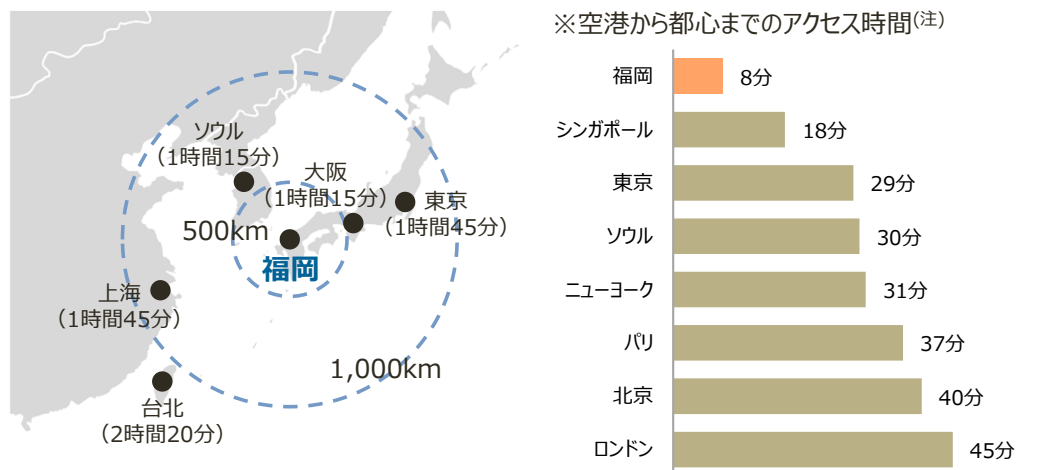 ソウル
(1時間15分)
大阪
(1時間15分)
東京
(1時間45分)
500km
福岡
上海
(1時間45分)
1,000km
台北
(2時間20分)
※空港から都心までのアクセス時間(注)
福岡 8分
シンガポール 18分
東京 29分
ソウル 30分
ニューヨーク 31分
パリ 37分
北京 40分
ロンドン 45分